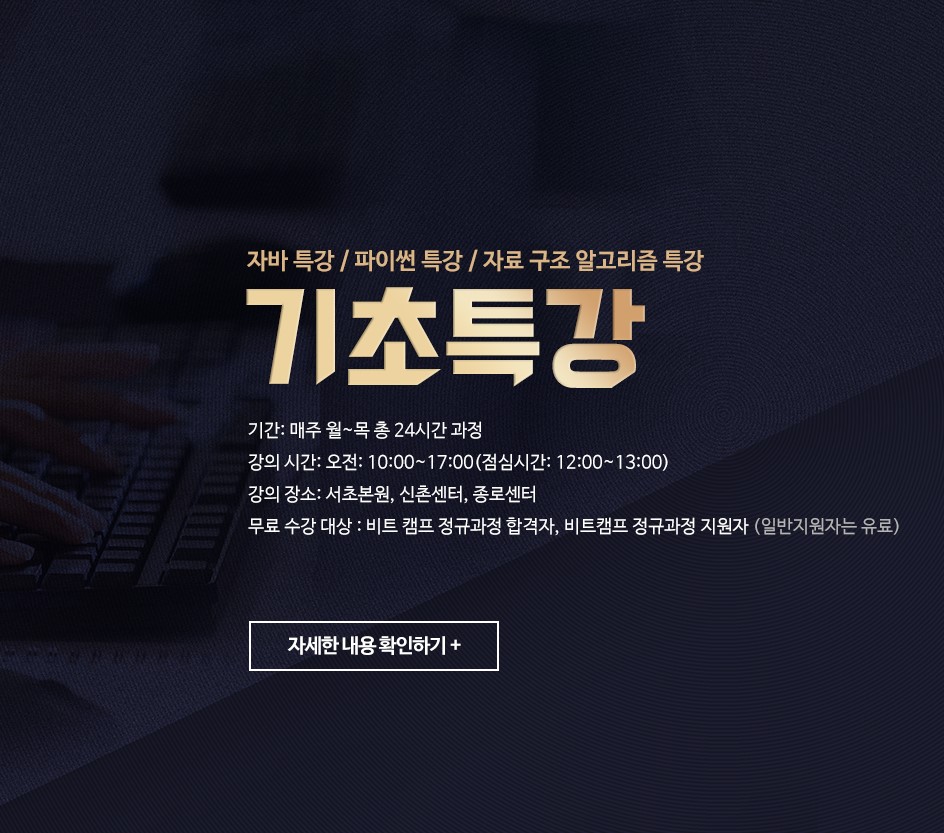 자바 특강 / 파이썬 특강 / 자료 구조 알고리즘 특강
기초특강
기간: 매주 월~목 총 24시간 과정
강의 시간: 오전: 10:00~17:00(점심시간: 12:00~13:00)
강의 장소: 서초본원, 신촌센터, 종로센터
무료 수강 대상 : 비트 캠프 정규과정 합격자, 비트캠프 정규과정 지원자 (일반지원자는 유료)
자세한 내용 확인하기 +